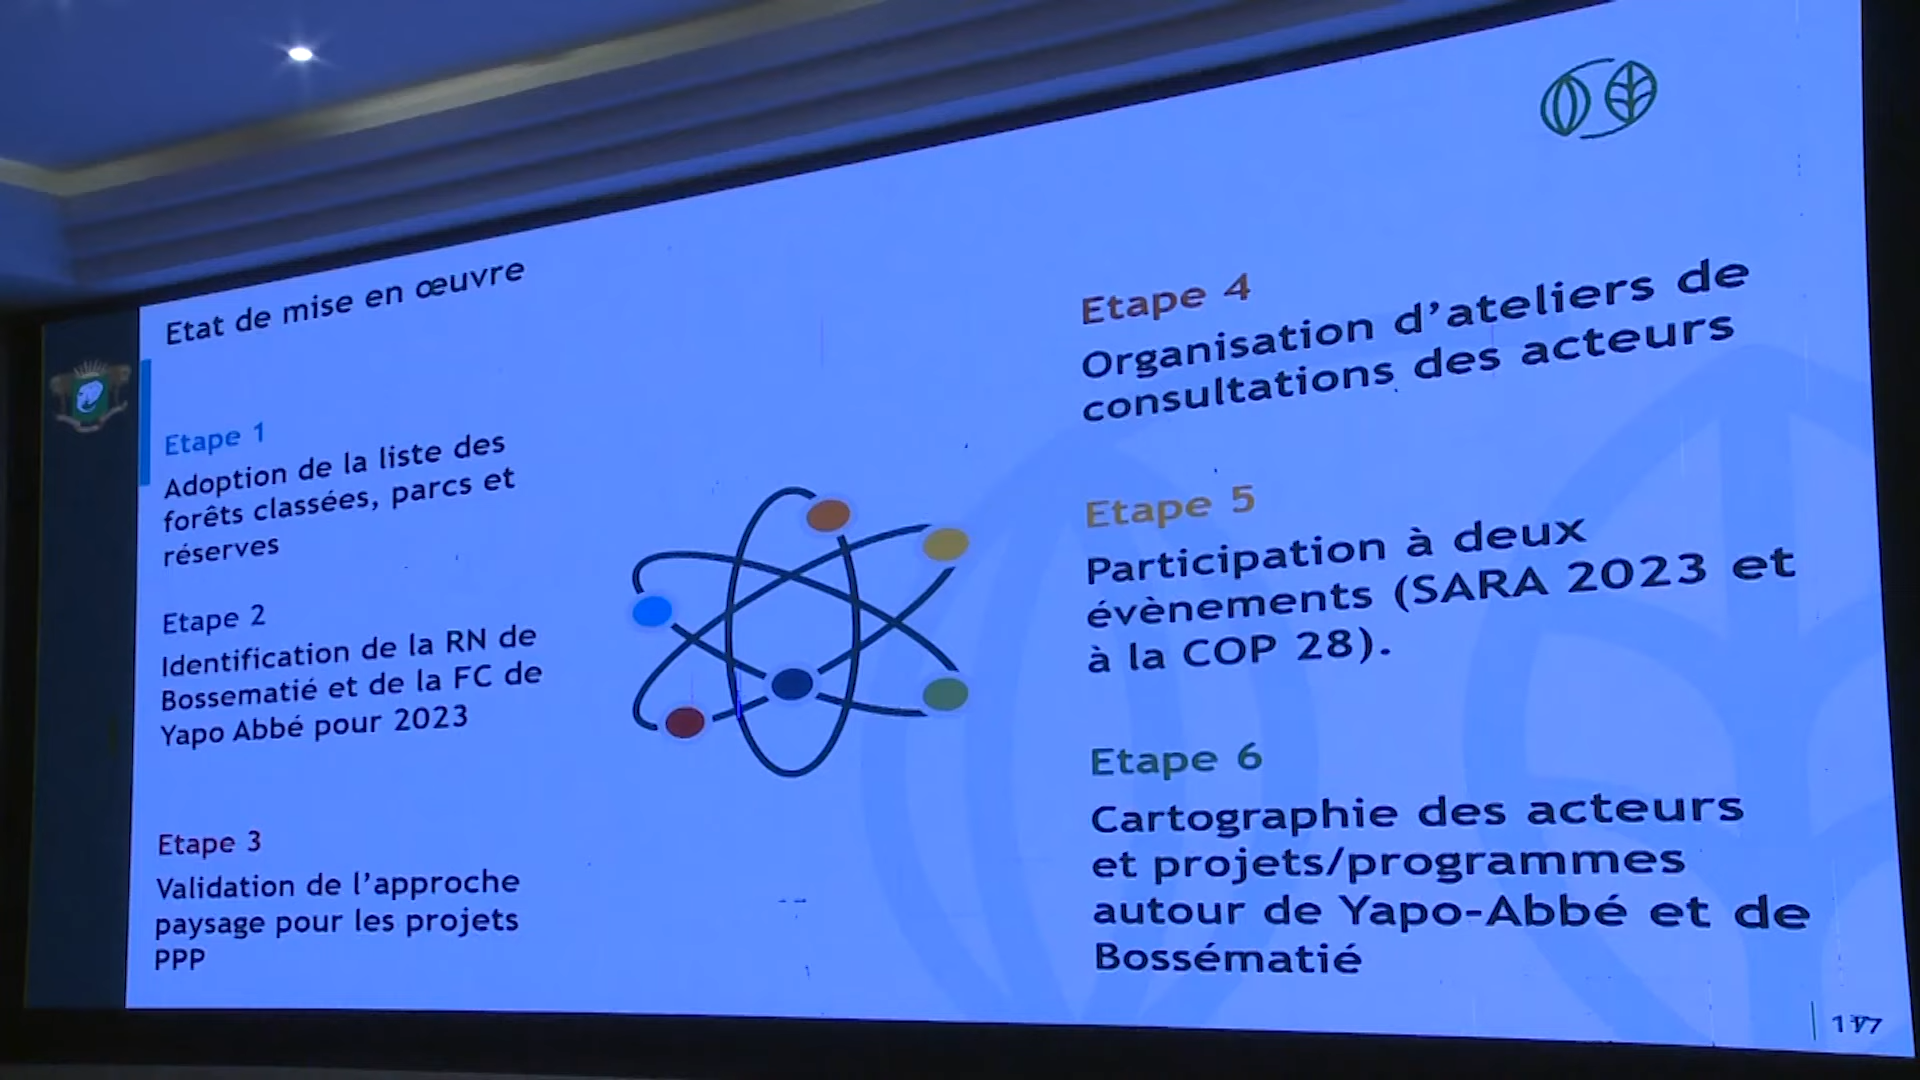 Etat de mise en œuvre
Etape 1
Adoption de la liste des
forêts classées, parcs et
réserves
Etape 2
Identification de la RN de
Bossematié et de la FC de
Yapo Abbé pour 2023
Etape 3
Validation de l'approche
paysage pour les projets
PPP
Etape 4
Organisation d'ateliers de
consultations des acteurs
Etape 5
Participation à deux
évènements (SARA 2023 et
à la COP 28).
Etape 6
Cartographie des acteurs
et projets/programmes
autour de Yapo-Abbé et de
Bossématié